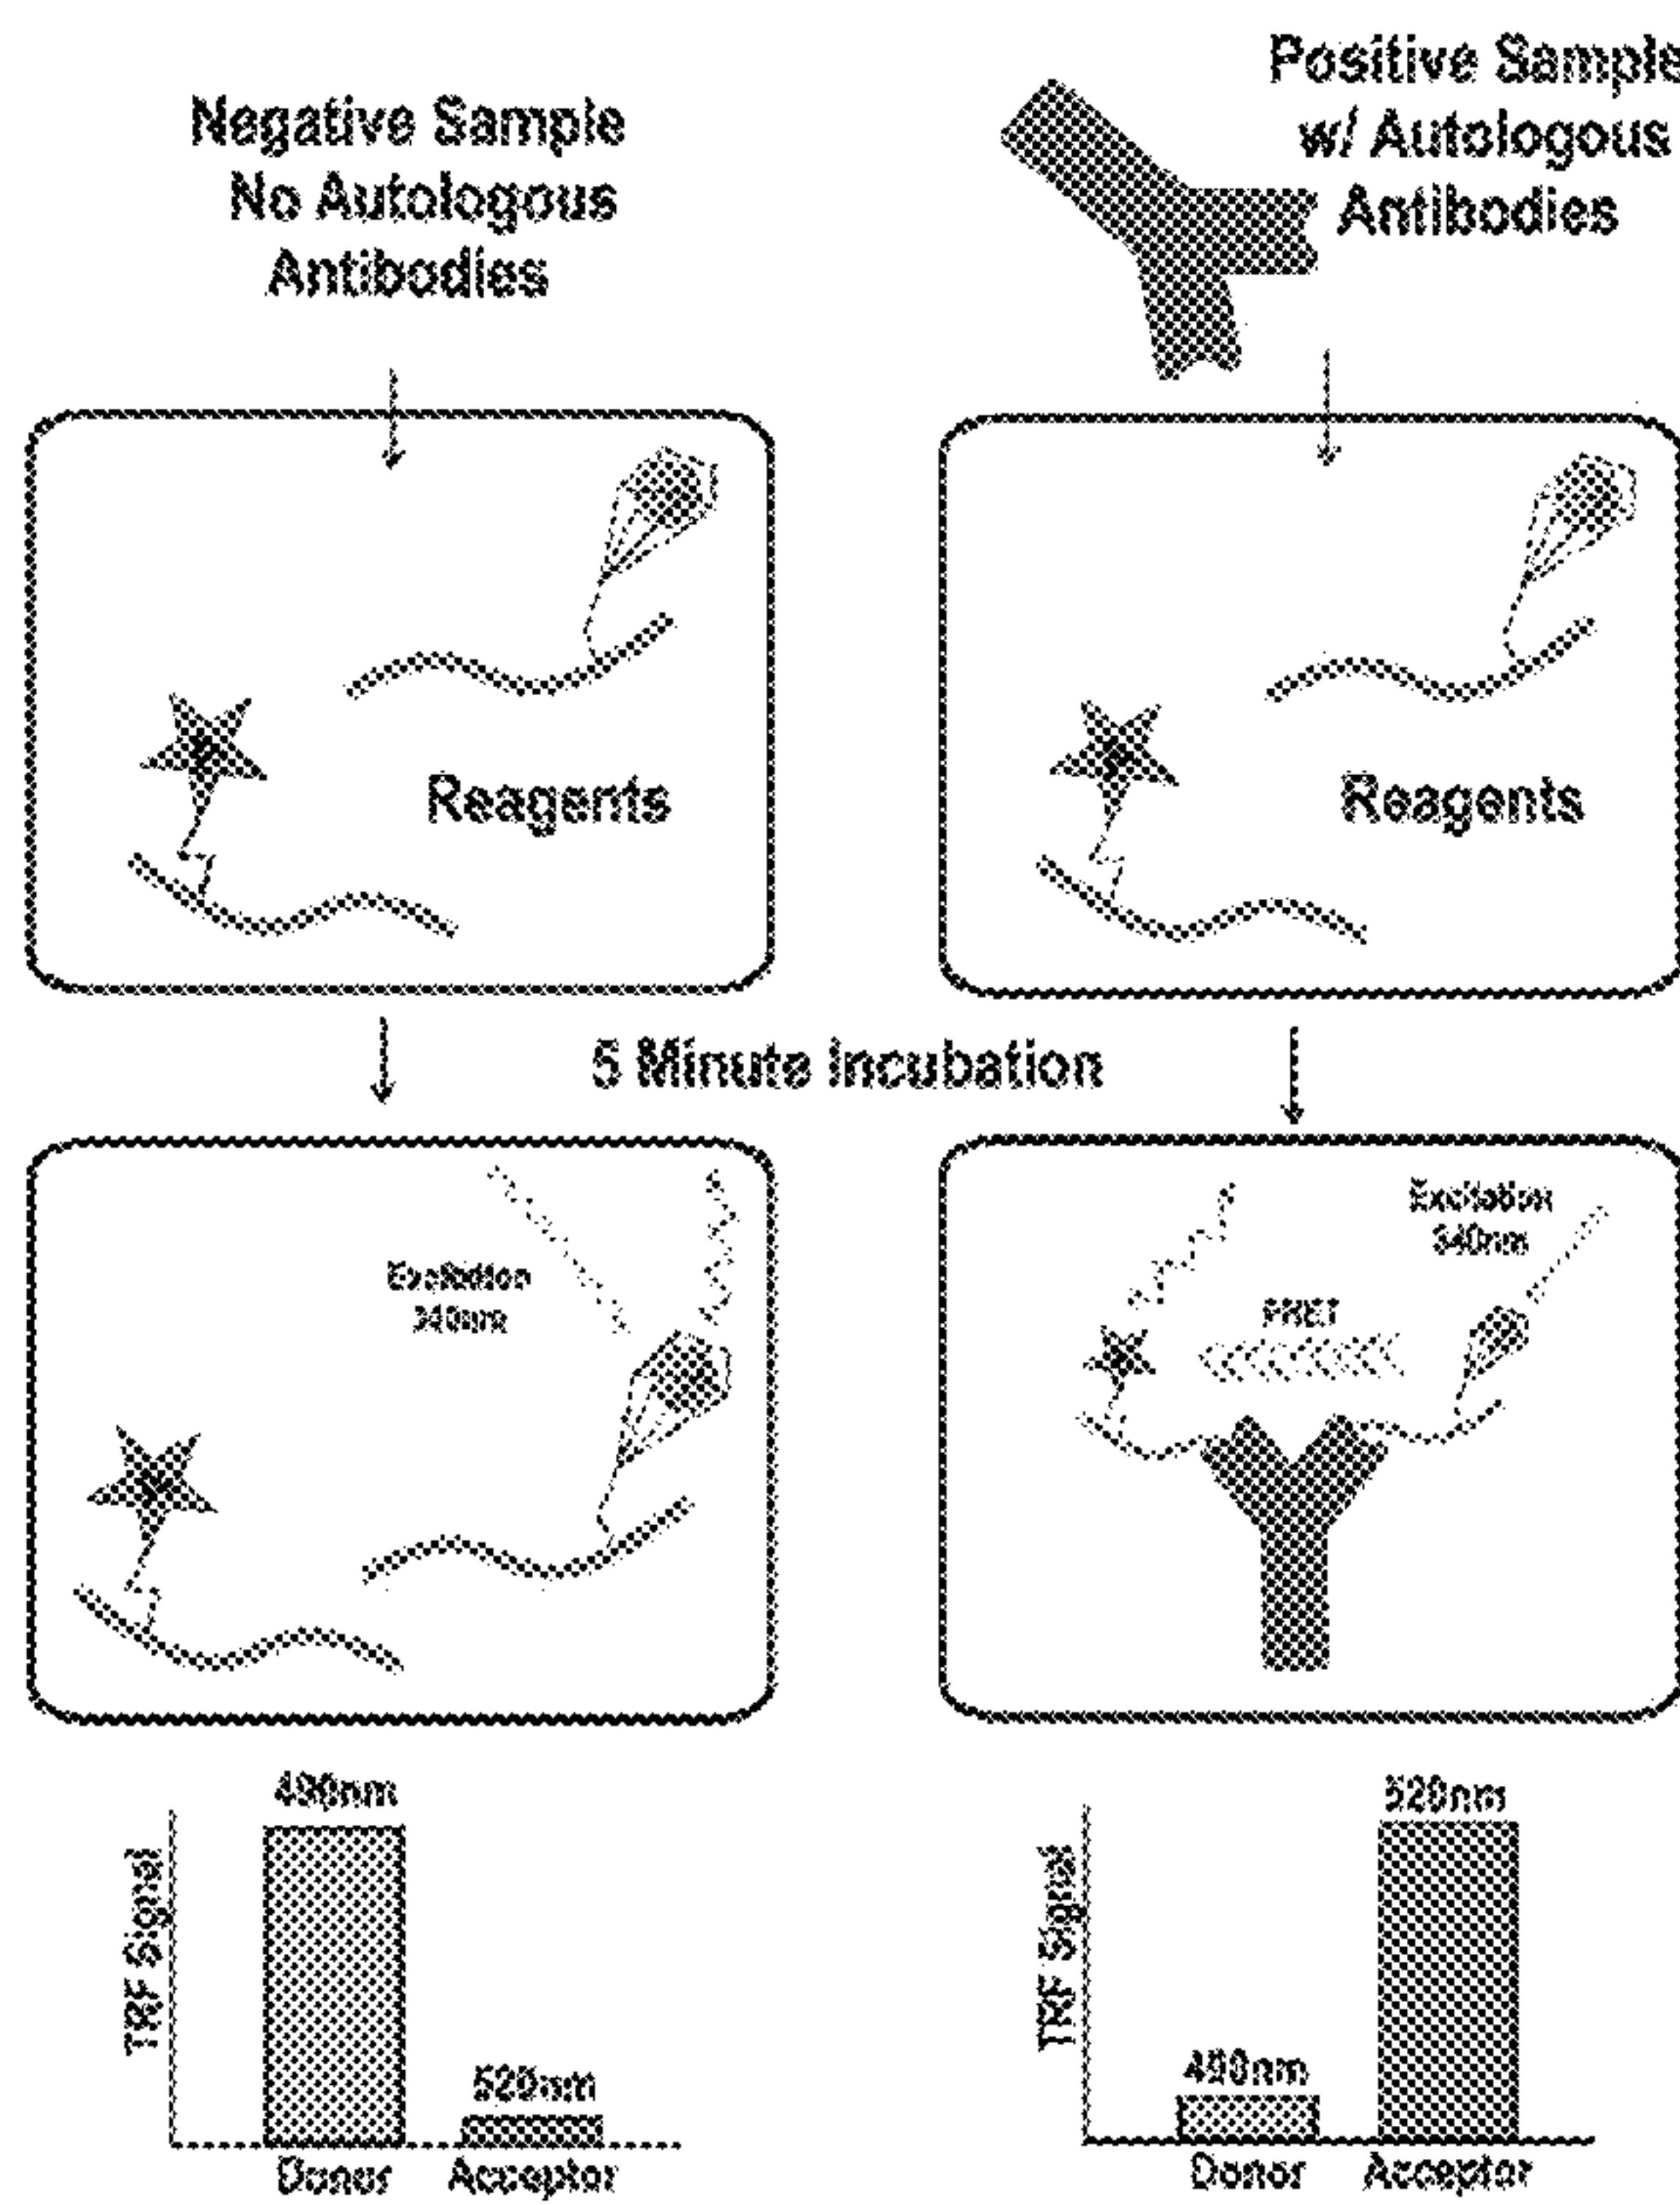 Negative Sample
No Autologous
Antibodies
Positive Sample
w/ Autologous
Antibodies
Reagents
Reagents
5 Minute Incubation
Excitation
340nm
Excitation
340nm
FRET
490nm
520nm
TRF Signal
Donor
Acceptor
490nm
520nm
TRF Signal
Donor
Acceptor